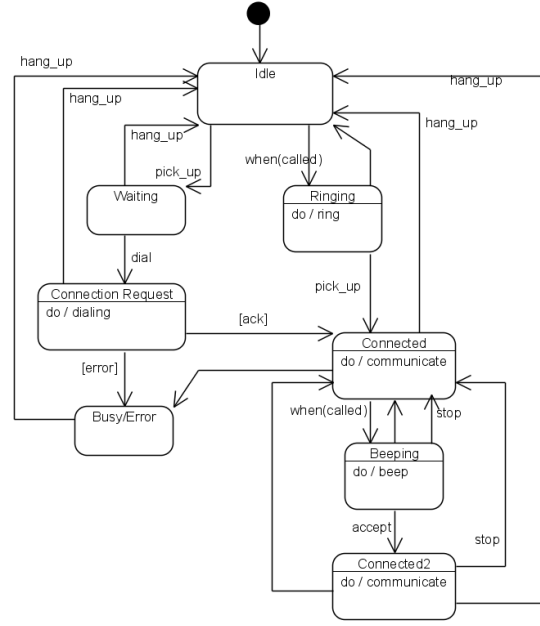 hang_up
Idle
hang_up
hang_up
hang_up
hang_up
when(called)
pick_up
Waiting
Ringing
do / ring
dial
pick_up
Connection Request
do / dialing
[ack]
Connected
do / communicate
[error]
when(called)
stop
Busy/Error
Beeping
do / beep
accept
stop
Connected2
do / communicate